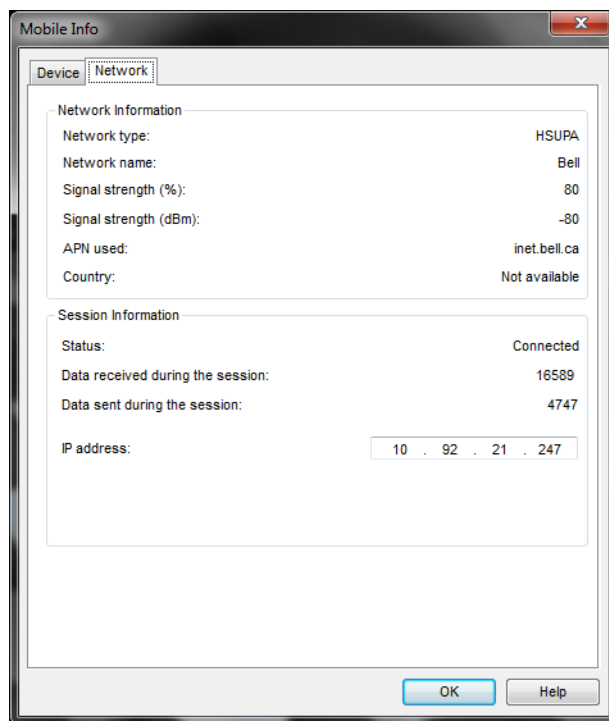 Mobile Info
Device Network
Network Information
Network type: HSUPA
Network name: Bell
Signal strength (%): 80
Signal strength (dBm): -80
APN used: inet.bell.ca
Country: Not available
Session Information
Status: Connected
Data received during the session: 16589
Data sent during the session: 4747
IP address: 10 . 92 . 21 . 247
OK Help